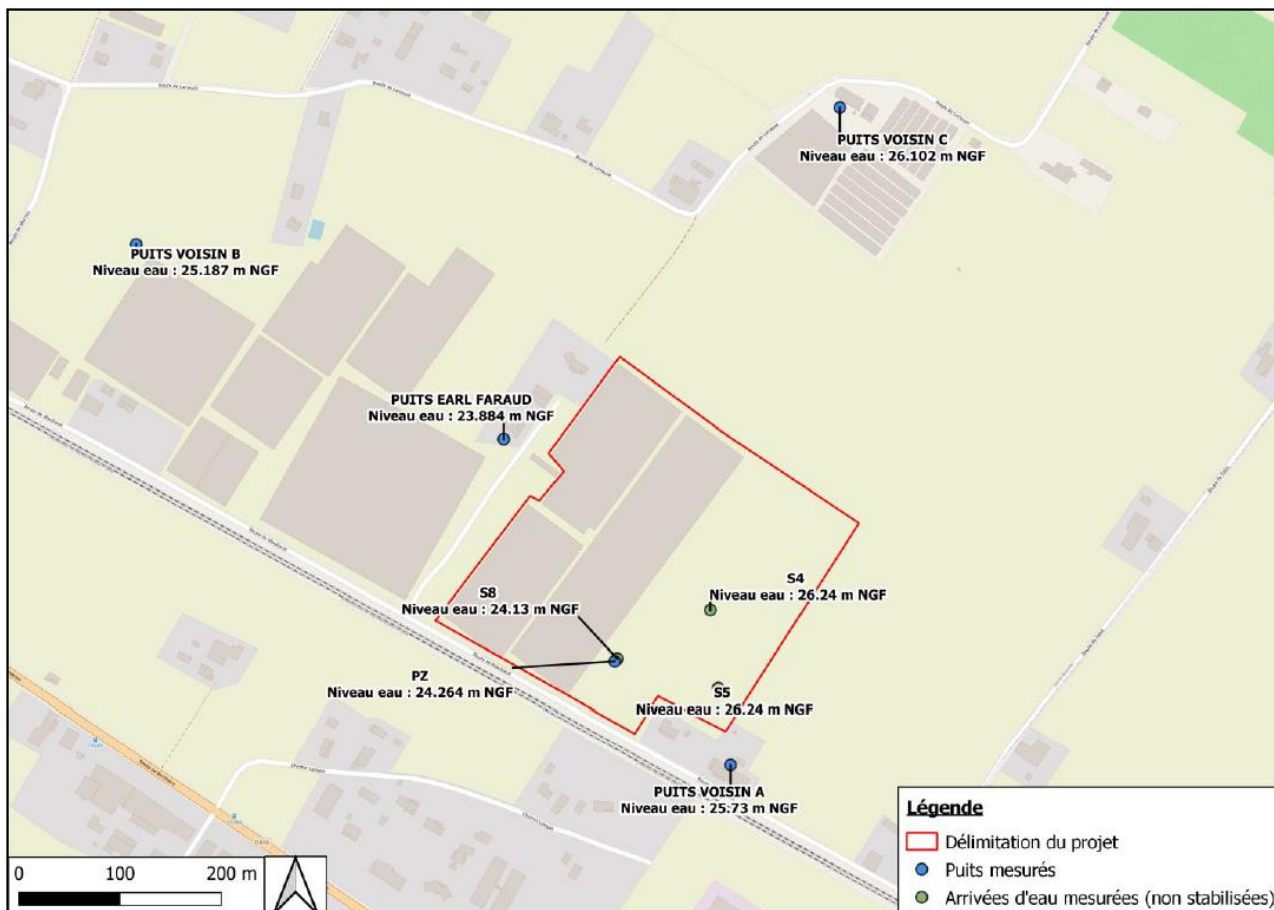 Route de Lartoute
PUITS VOISIN C
Niveau eau : 26.102 m NGF
PUITS VOISIN B
Niveau eau : 25.187 m NGF
PUITS EARL FARAUD
Niveau eau : 23.884 m NGF
S4
Niveau eau : 26.24 m NGF
S8
Niveau eau : 24.13 m NGF
PZ
Niveau eau : 24.264 m NGF
S5
Niveau eau : 26.24 m NGF
PUITS VOISIN A
Niveau eau : 25.73 m NGF
0 100 200 m
Légende
Délimitation du projet
Puits mesurés
Arrivées d'eau mesurées (non stabilisées)